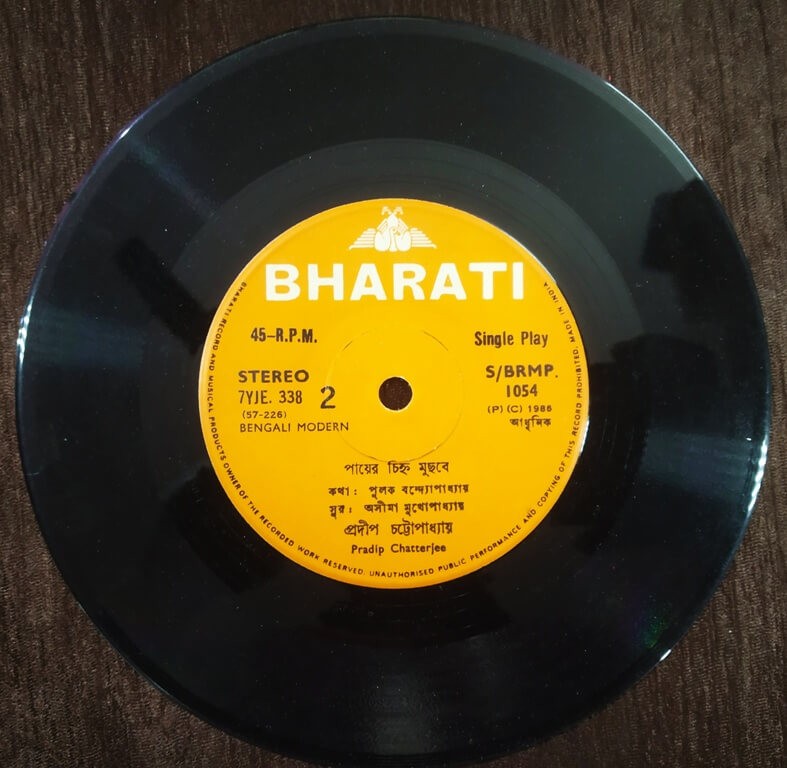 BHARATI
45-R.P.M.
Single Play
STEREO
7YJE. 338
2
(57-226)
BENGALI MODERN
S/BRMP.
1054
(P) (C) 1986
আধুনিক
পায়ের চিহ্ন মুছবে
কথা : পুলক বন্দ্যোপাধ্যায়
সুর : অসীমা মুখোপাধ্যায়
প্রদীপ চট্টোপাধ্যায়
Pradip Chatterjee
BHARATI RECORD AND MUSICAL PRODUCTS OWNER OF THE RECORDED WORK RESERVED. UNAUTHORISED PUBLIC PERFORMANCE AND COPYING OF THIS RECORD PROHIBITED. MADE IN INDIA